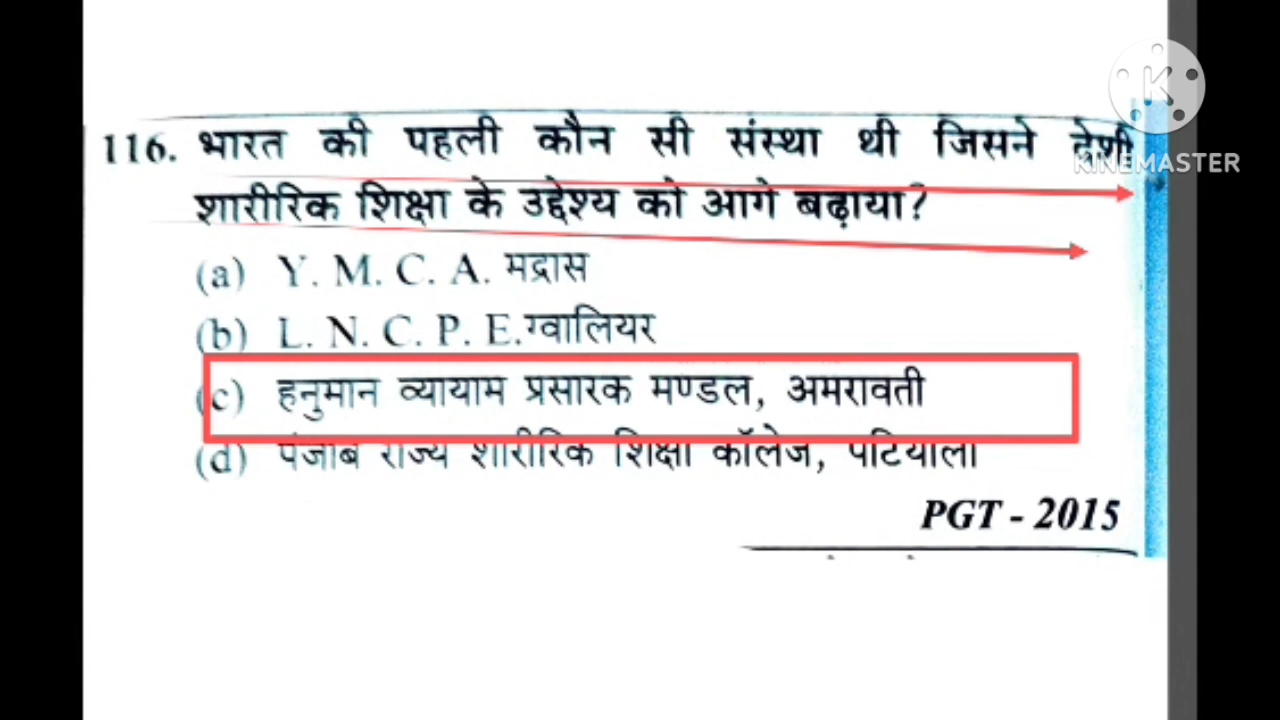 116. भारत की पहली कौन सी संस्था थी जिसने देशी
KINEMASTER
शारीरिक शिक्षा के उद्देश्य को आगे बढ़ाया?
(a) Y. M. C. A. मद्रास
(b) L. N. C. P. E.ग्वालियर
(c) हनुमान व्यायाम प्रसारक मण्डल, अमरावती
(d) पंजाब राज्य शारीरिक शिक्षा कॉलेज, पटियाला
PGT - 2015